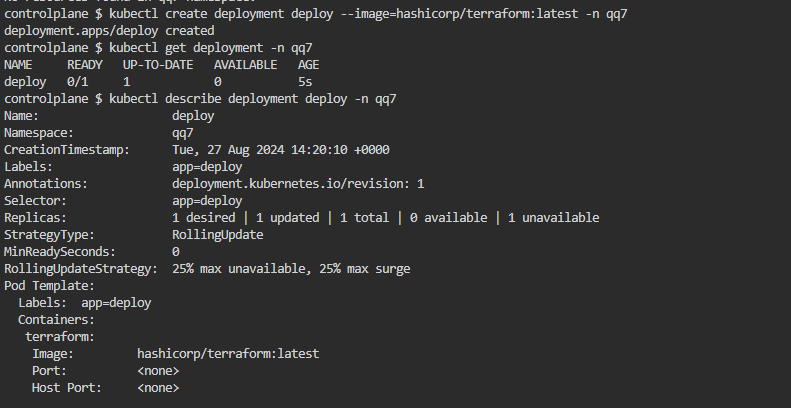 controlplane $ kubectl create deployment deploy --image=hashicorp/terraform:latest -n qq7
deployment.apps/deploy created
controlplane $ kubectl get deployment -n qq7
NAME     READY   UP-TO-DATE   AVAILABLE   AGE
deploy   0/1     1            0           5s
controlplane $ kubectl describe deployment deploy -n qq7
Name:                   deploy
Namespace:              qq7
CreationTimestamp:      Tue, 27 Aug 2024 14:20:10 +0000
Labels:                 app=deploy
Annotations:            deployment.kubernetes.io/revision: 1
Selector:               app=deploy
Replicas:               1 desired | 1 updated | 1 total | 0 available | 1 unavailable
StrategyType:           RollingUpdate
MinReadySeconds:        0
RollingUpdateStrategy:  25% max unavailable, 25% max surge
Pod Template:
  Labels:  app=deploy
  Containers:
   terraform:
    Image:         hashicorp/terraform:latest
    Port:          <none>
    Host Port:     <none>